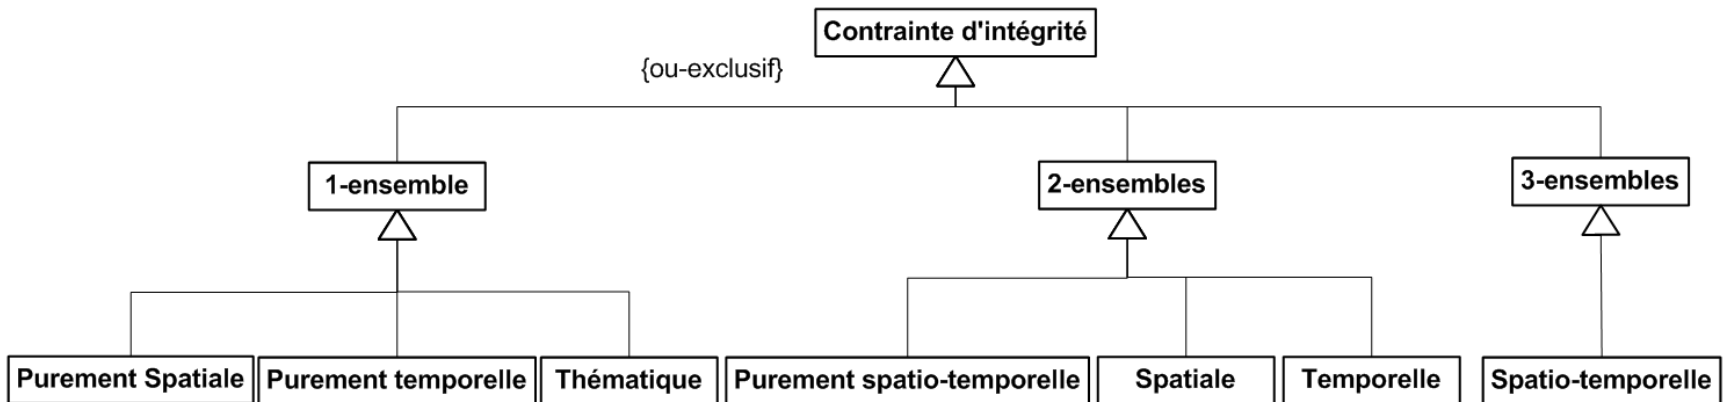 Contrainte d'intégrité
{ou-exclusif}
1-ensemble
2-ensembles
3-ensembles
Purement Spatiale
Purement temporelle
Thématique
Purement spatio-temporelle
Spatiale
Temporelle
Spatio-temporelle